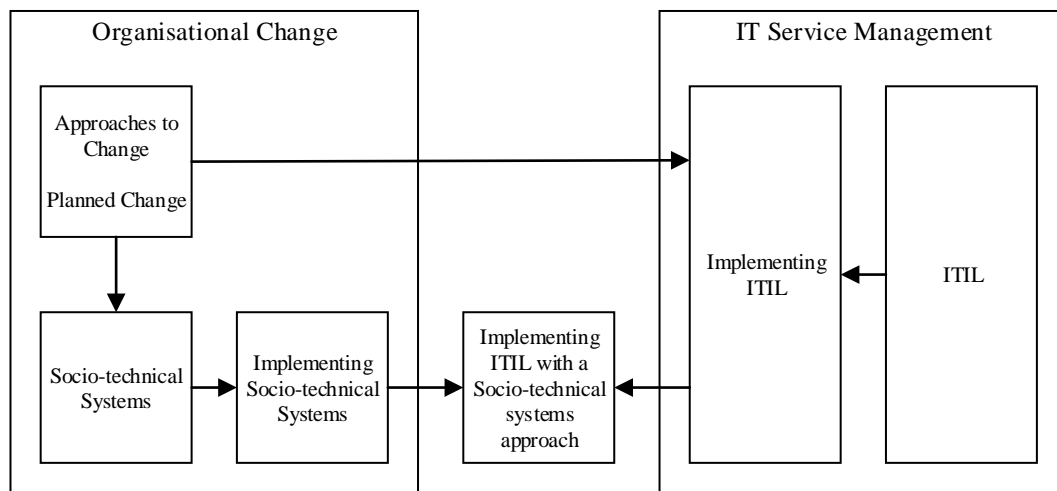 Organisational Change
IT Service Management
Approaches to
Change
Planned Change
Implementing
ITIL
ITIL
Socio-technical
Systems
Implementing
Socio-technical
Systems
Implementing
ITIL with a
Socio-technical
systems
approach